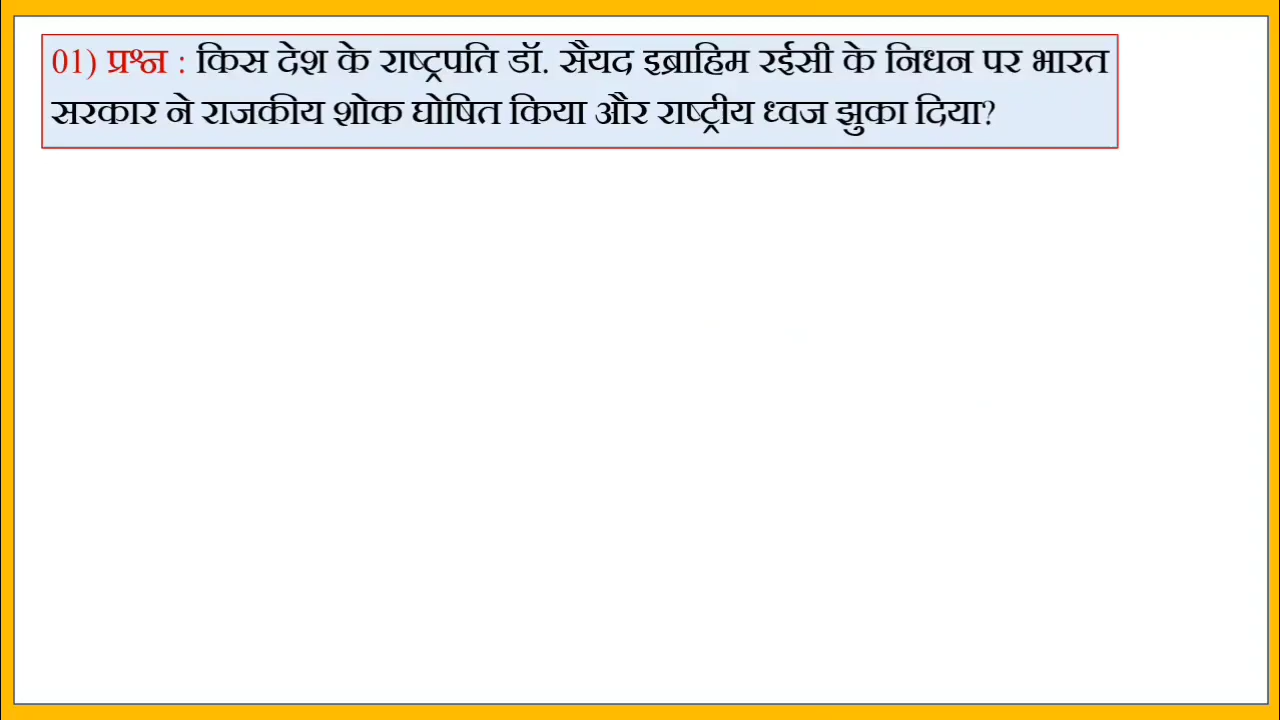 01) प्रश्न : किस देश के राष्ट्रपति डॉ. सैयद इब्राहिम रईसी के निधन पर भारत
सरकार ने राजकीय शोक घोषित किया और राष्ट्रीय ध्वज झुका दिया?